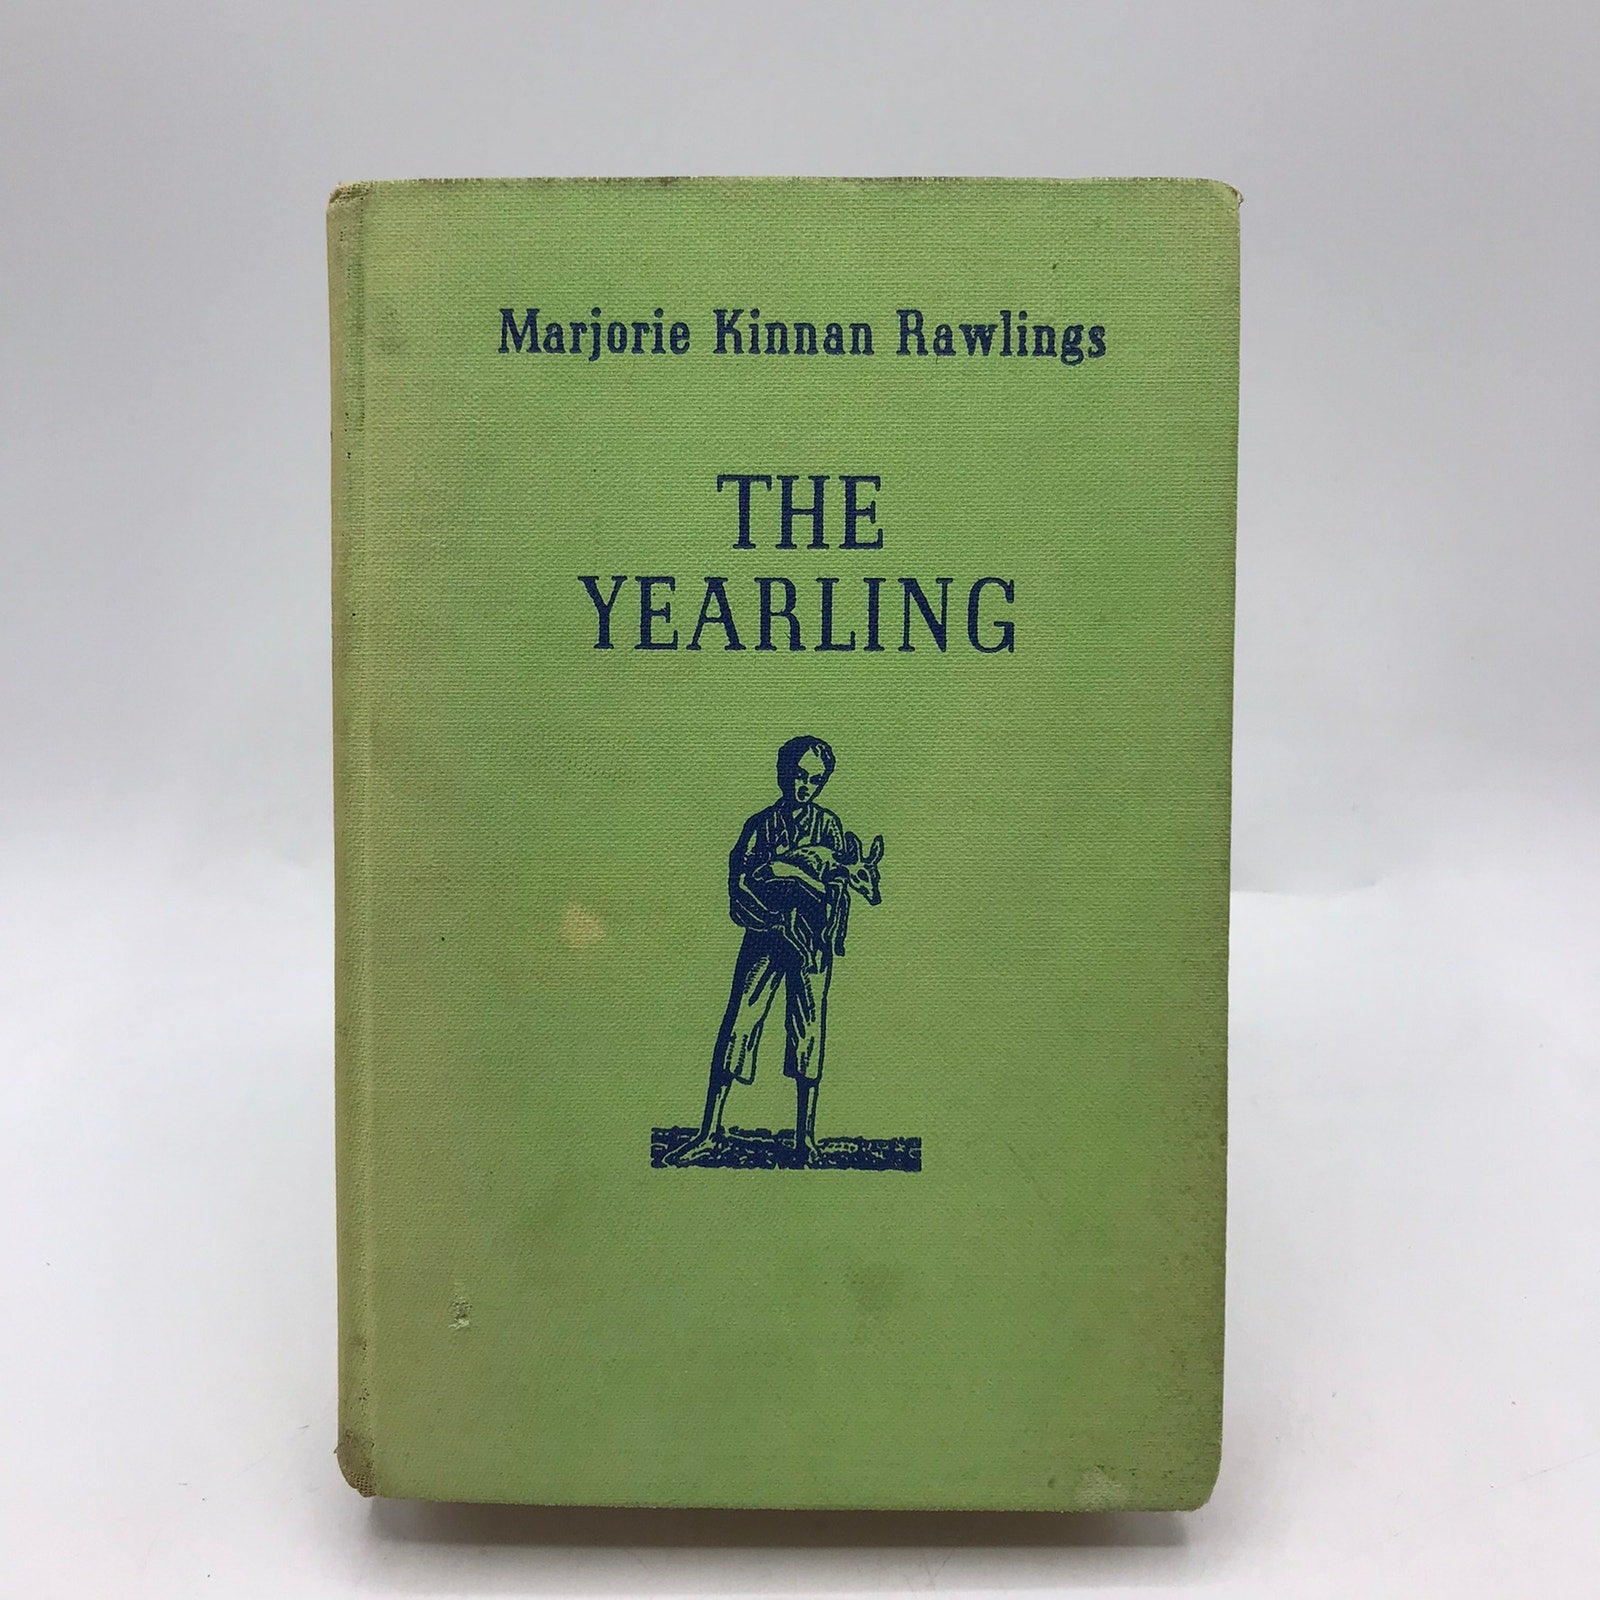 Marjorie Kinnan Rawlings
THE
YEARLING